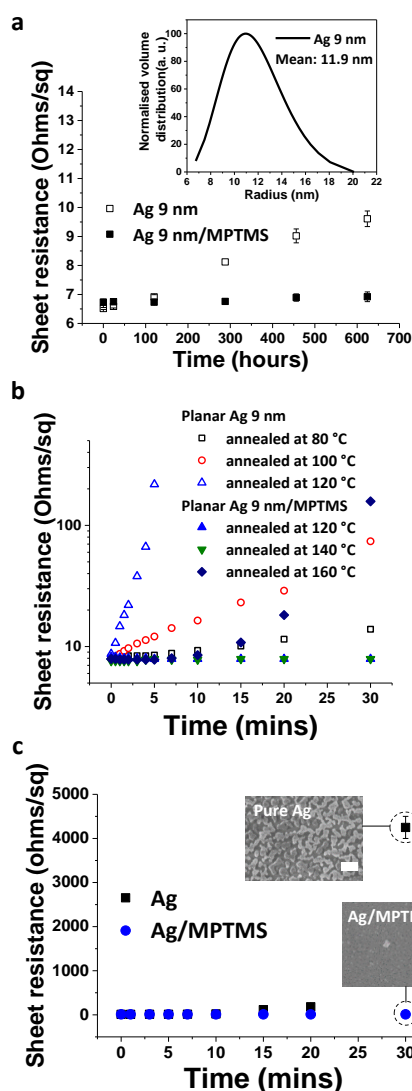 a
Normalised volume
distribution(a. u.)
100
80
60
40
20
0
Ag 9 nm
Mean: 11.9 nm
6 8 10 12 14 16 18 20 22
Radius (nm)
Sheet resistance (Ohms/sq)
14
13
12
11
10
9
8
7
6
Ag 9 nm
Ag 9 nm/MPTMS
0 100 200 300 400 500 600 700
Time (hours)
b
Planar Ag 9 nm
annealed at 80 °C
annealed at 100 °C
annealed at 120 °C
Planar Ag 9 nm/MPTMS
annealed at 120 °C
annealed at 140 °C
annealed at 160 °C
Sheet resistance (Ohms/sq)
100
10
0 5 10 15 20 25 30
Time (mins)
c
Sheet resistance (ohms/sq)
5000
4000
3000
2000
1000
0
Pure Ag
Ag
Ag/MPTMS
0 5 10 15 20 25 30
Time (mins)